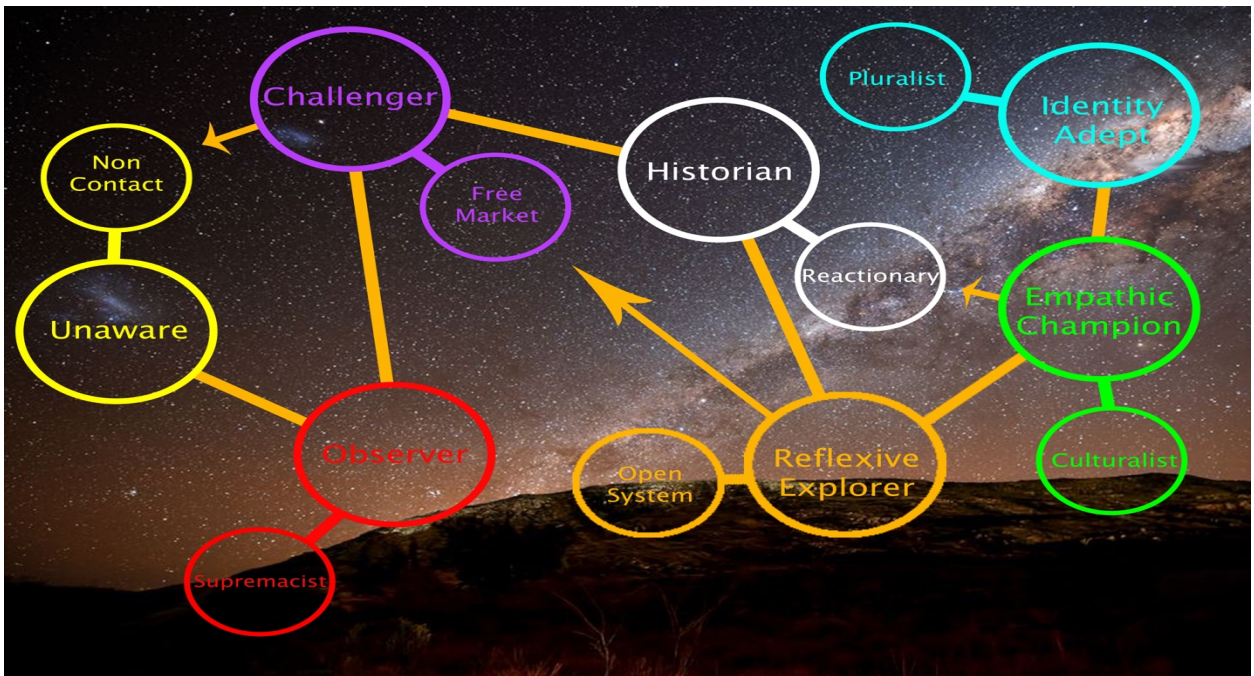 Challenger
Non
Contact
Free
Market
Unaware
Observer
Supremacist
Historian
Reactionary
Pluralist
Identity
Adept
Empathic
Champion
Culturalist
Reflexive
Explorer
Open
System